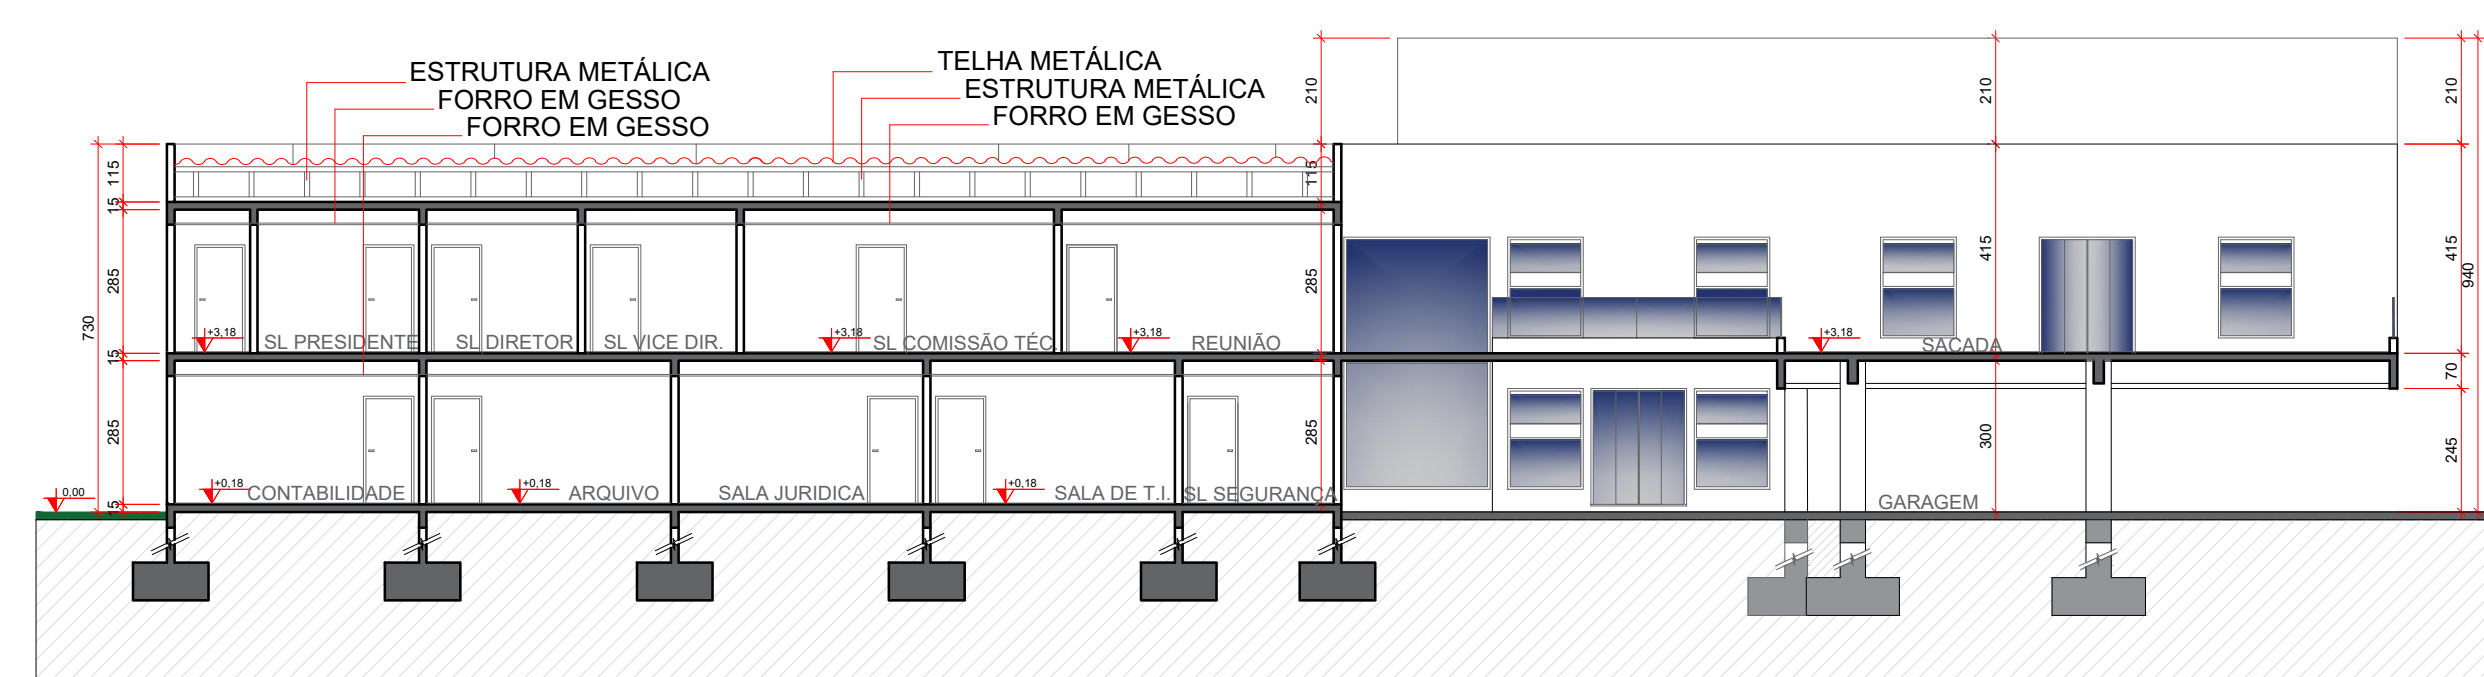 ESTRUTURA METÁLICA
FORRO EM GESSO
FORRO EM GESSO
TELHA METÁLICA
ESTRUTURA METÁLICA
FORRO EM GESSO
210
210
210
115
115
15
285
285
415
415
940
730
+3,18
SL PRESIDENTE
SL DIRETOR
SL VICE DIR.
+3,18
SL COMISSÃO TÉC.
+3,18
REUNIÃO
+3,18
SACADA
15
70
285
285
300
245
0,00
+0,18
CONTABILIDADE
+0,18
ARQUIVO
SALA JURIDICA
+0,18
SALA DE T.I.
SL SEGURANÇA
GARAGEM
15